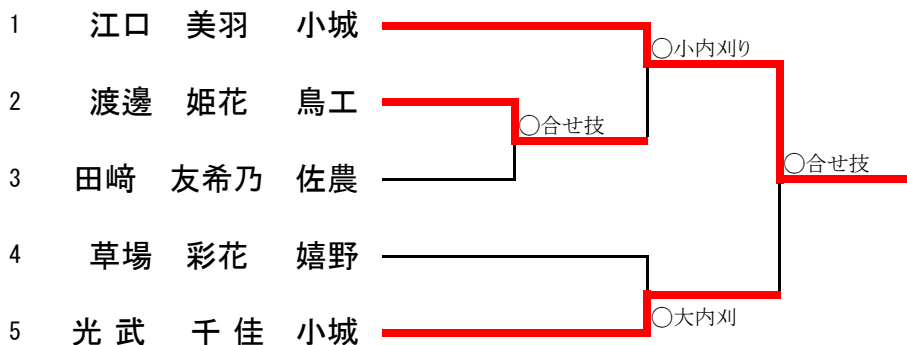 1 江口 美羽 小城
○小内刈り
2 渡邊 姫花 鳥工
○合せ技
3 田﨑 友希乃 佐農
○合せ技
4 草場 彩花 嬉野
5 光武 千佳 小城
○大内刈